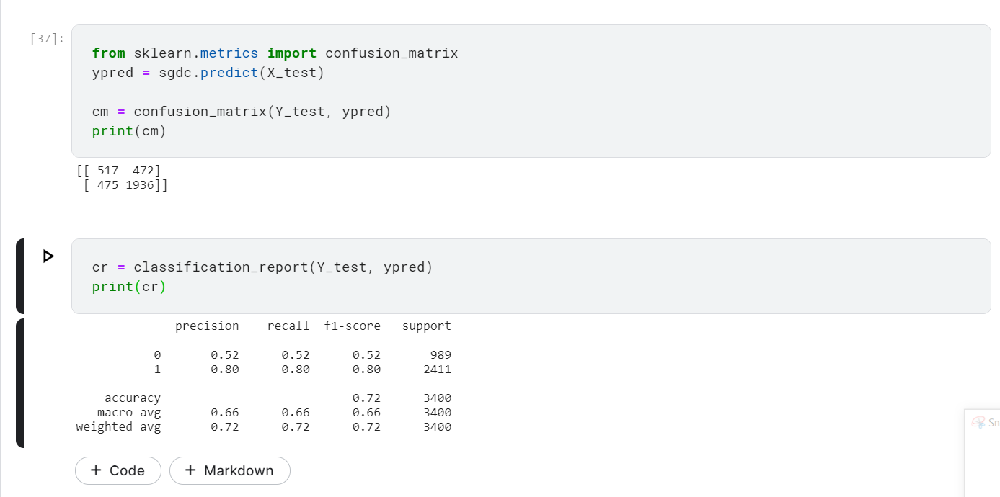 [37]:
from sklearn.metrics import confusion_matrix
ypred = sgdc.predict(X_test)
cm = confusion_matrix(Y_test, ypred)
print(cm)
[[ 517  472]
 [ 475 1936]]
cr = classification_report(Y_test, ypred)
print(cr)
precision    recall  f1-score   support
0       0.52      0.52      0.52       989
1       0.80      0.80      0.80      2411
accuracy                           0.72      3400
macro avg       0.66      0.66      0.66      3400
weighted avg       0.72      0.72      0.72      3400
Sn
+ Code
+ Markdown